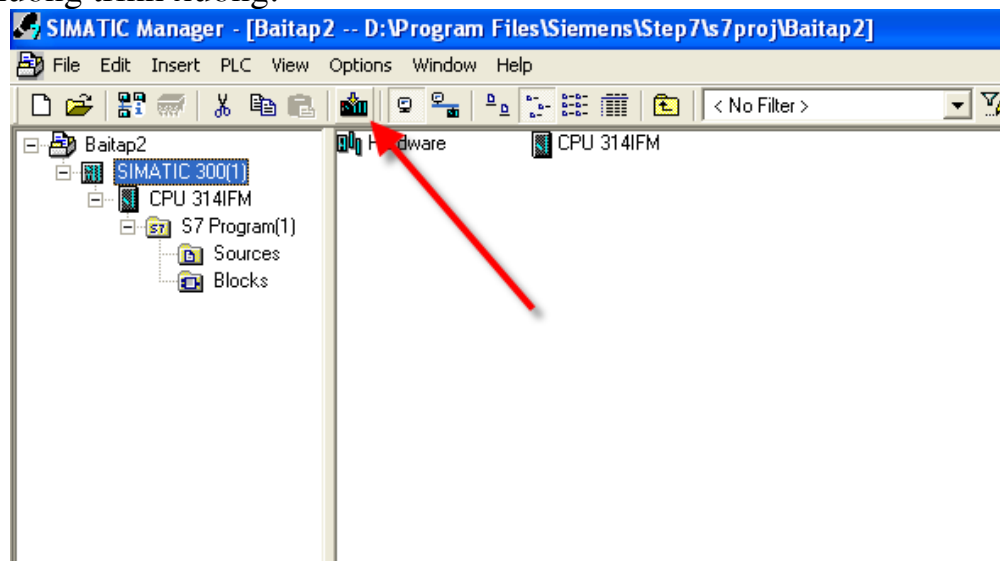 SIMATIC Manager - [Baitap2 -- D:\Program Files\Siemens\Step7\s7proj\Baitap2]
File Edit Insert PLC View Options Window Help
< No Filter >
Baitap2
SIMATIC 300(1)
CPU 314IFM
S7 Program(1)
Sources
Blocks
Hardware
CPU 314IFM